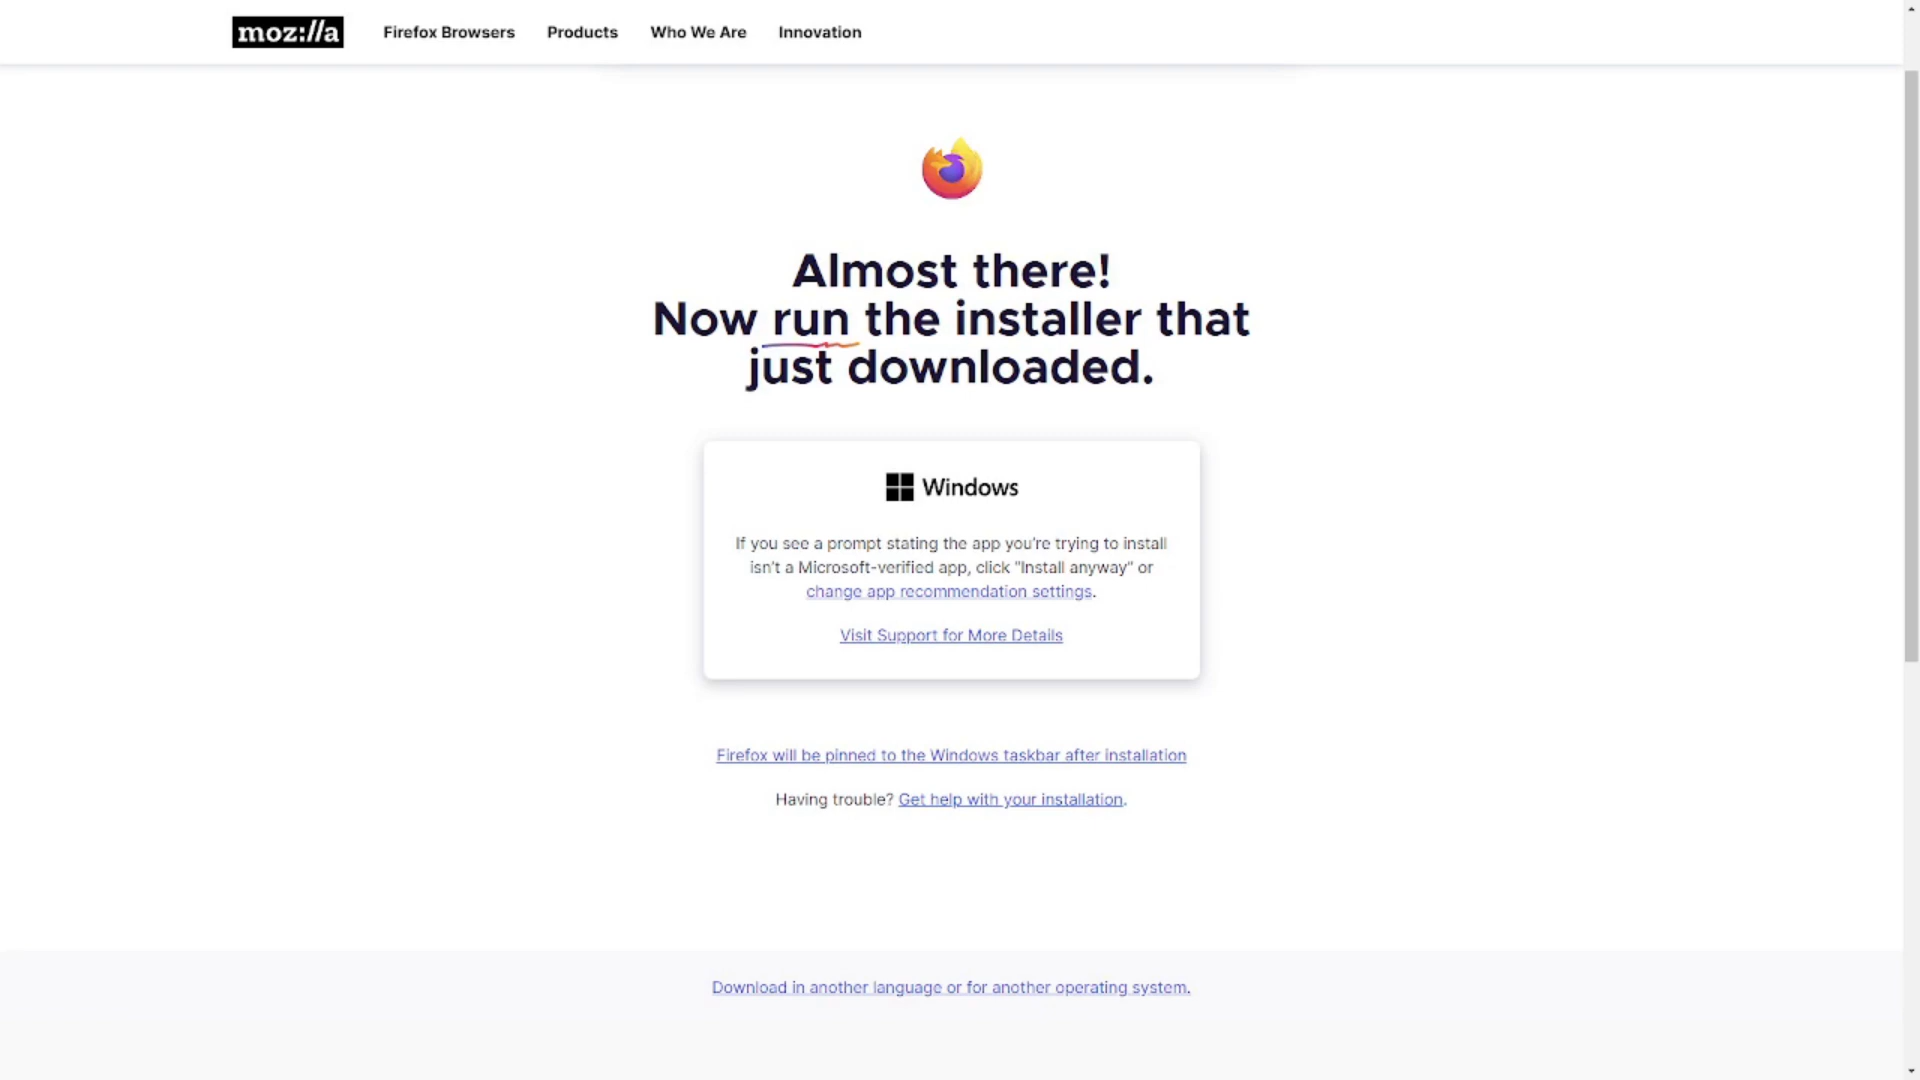 moz://a Firefox Browsers Products Who We Are Innovation
Almost there!
Now run the installer that
just downloaded.
Windows
If you see a prompt stating the app you’re trying to install
isn’t a Microsoft-verified app, click “Install anyway” or
change app recommendation settings.
Visit Support for More Details
Firefox will be pinned to the Windows taskbar after installation
Having trouble? Get help with your installation.
Download in another language or for another operating system.